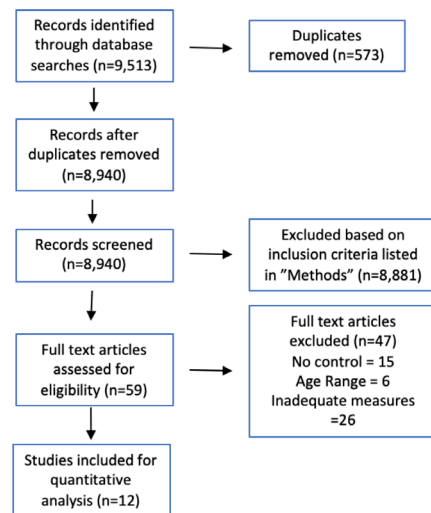 Records identified
through database
searches (n=9,513)
Duplicates
removed (n=573)
Records after
duplicates removed
(n=8,940)
Records screened
(n=8,940)
Excluded based on
inclusion criteria listed
in ”Methods” (n=8,881)
Full text articles
assessed for
eligibility (n=59)
Full text articles
excluded (n=47)
No control = 15
Age Range = 6
Inadequate measures
=26
Studies included for
quantitative
analysis (n=12)